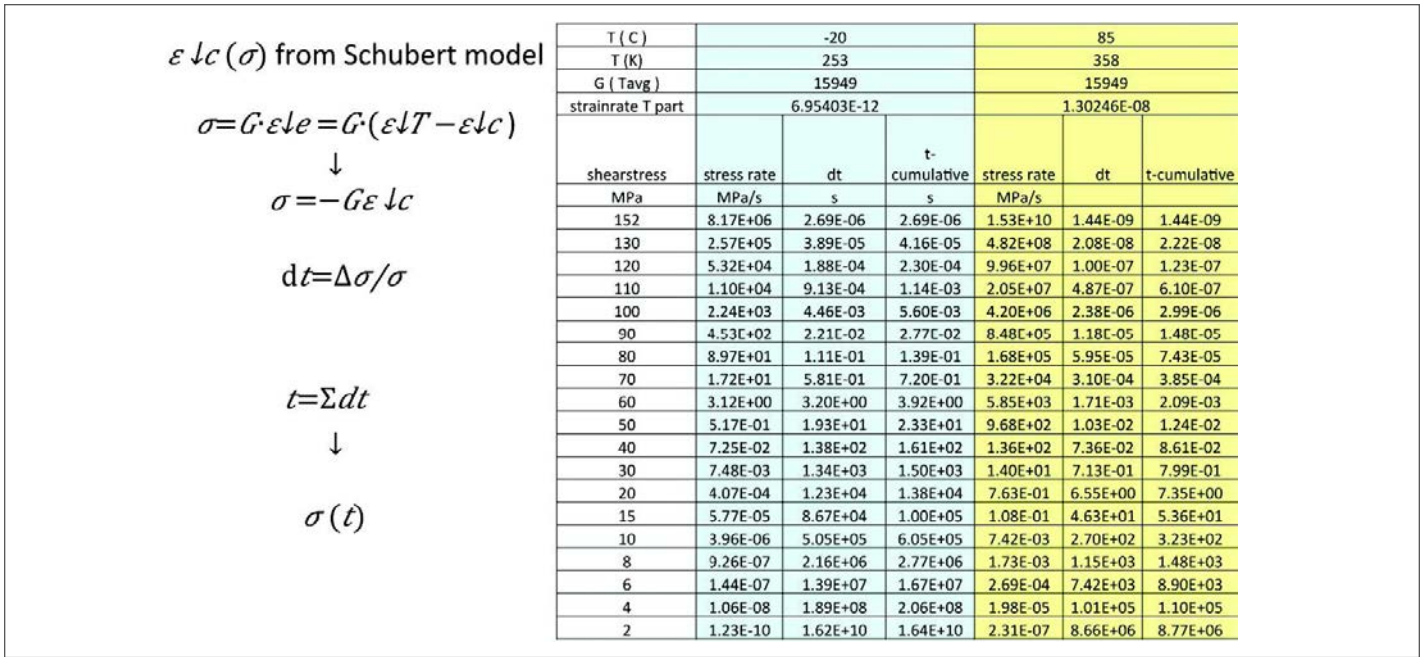 ε↓c (σ) from Schubert model
σ=G·ε↓e =G·(ε↓T −ε↓c )
↓
σ =−Gε ↓c
dt=Δσ/σ
t=Σdt
↓
σ (t)
T ( C ) -20 85
T (K) 253 358
G ( Tavg ) 15949 15949
strainrate T part 6.95403E-12 1.30246E-08
shearstress stress rate dt t-cumulative stress rate dt t-cumulative
MPa MPa/s s s MPa/s
152 8.17E+06 2.69E-06 2.69E-06 1.53E+10 1.44E-09 1.44E-09
130 2.57E+05 3.89E-05 4.16E-05 4.82E+08 2.08E-08 2.22E-08
120 5.32E+04 1.88E-04 2.30E-04 9.96E+07 1.00E-07 1.23E-07
110 1.10E+04 9.13E-04 1.14E-03 2.05E+07 4.87E-07 6.10E-07
100 2.24E+03 4.46E-03 5.60E-03 4.20E+06 2.38E-06 2.99E-06
90 4.53E+02 2.21E-02 2.77E-02 8.48E+05 1.18E-05 1.48E-05
80 8.97E+01 1.11E-01 1.39E-01 1.68E+05 5.95E-05 7.43E-05
70 1.72E+01 5.81E-01 7.20E-01 3.22E+04 3.10E-04 3.85E-04
60 3.12E+00 3.20E+00 3.92E+00 5.85E+03 1.71E-03 2.09E-03
50 5.17E-01 1.93E+01 2.33E+01 9.68E+02 1.03E-02 1.24E-02
40 7.25E-02 1.38E+02 1.61E+02 1.36E+02 7.36E-02 8.61E-02
30 7.48E-03 1.34E+03 1.50E+03 1.40E+01 7.13E-01 7.99E-01
20 4.07E-04 1.23E+04 1.38E+04 7.63E-01 6.55E+00 7.35E+00
15 5.77E-05 8.67E+04 1.00E+05 1.08E-01 4.63E+01 5.36E+01
10 3.96E-06 5.05E+05 6.05E+05 7.42E-03 2.70E+02 3.23E+02
8 9.26E-07 2.16E+06 2.77E+06 1.73E-03 1.15E+03 1.48E+03
6 1.44E-07 1.39E+07 1.67E+07 2.69E-04 7.42E+03 8.90E+03
4 1.06E-08 1.89E+08 2.06E+08 1.98E-05 1.01E+05 1.10E+05
2 1.23E-10 1.62E+10 1.64E+10 2.31E-07 8.66E+06 8.77E+06